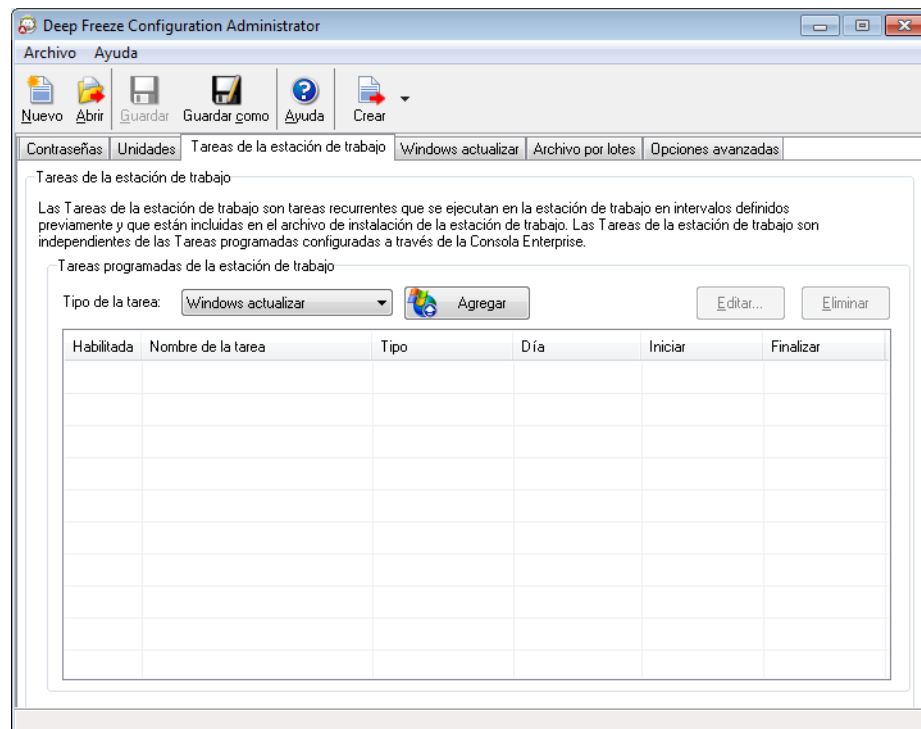 Deep Freeze Configuration Administrator
Archivo Ayuda
Nuevo Abrir Guardar Guardar como Ayuda Crear
Contraseñas Unidades Tareas de la estación de trabajo Windows actualizar Archivo por lotes Opciones avanzadas
Tareas de la estación de trabajo
Las Tareas de la estación de trabajo son tareas recurrentes que se ejecutan en la estación de trabajo en intervalos definidos
previamente y que están incluidas en el archivo de instalación de la estación de trabajo. Las Tareas de la estación de trabajo son
independientes de las Tareas programadas configuradas a través de la Consola Enterprise.
Tareas programadas de la estación de trabajo
Tipo de la tarea: Windows actualizar Agregar Editar... Eliminar
Habilitada Nombre de la tarea Tipo Día Iniciar Finalizar